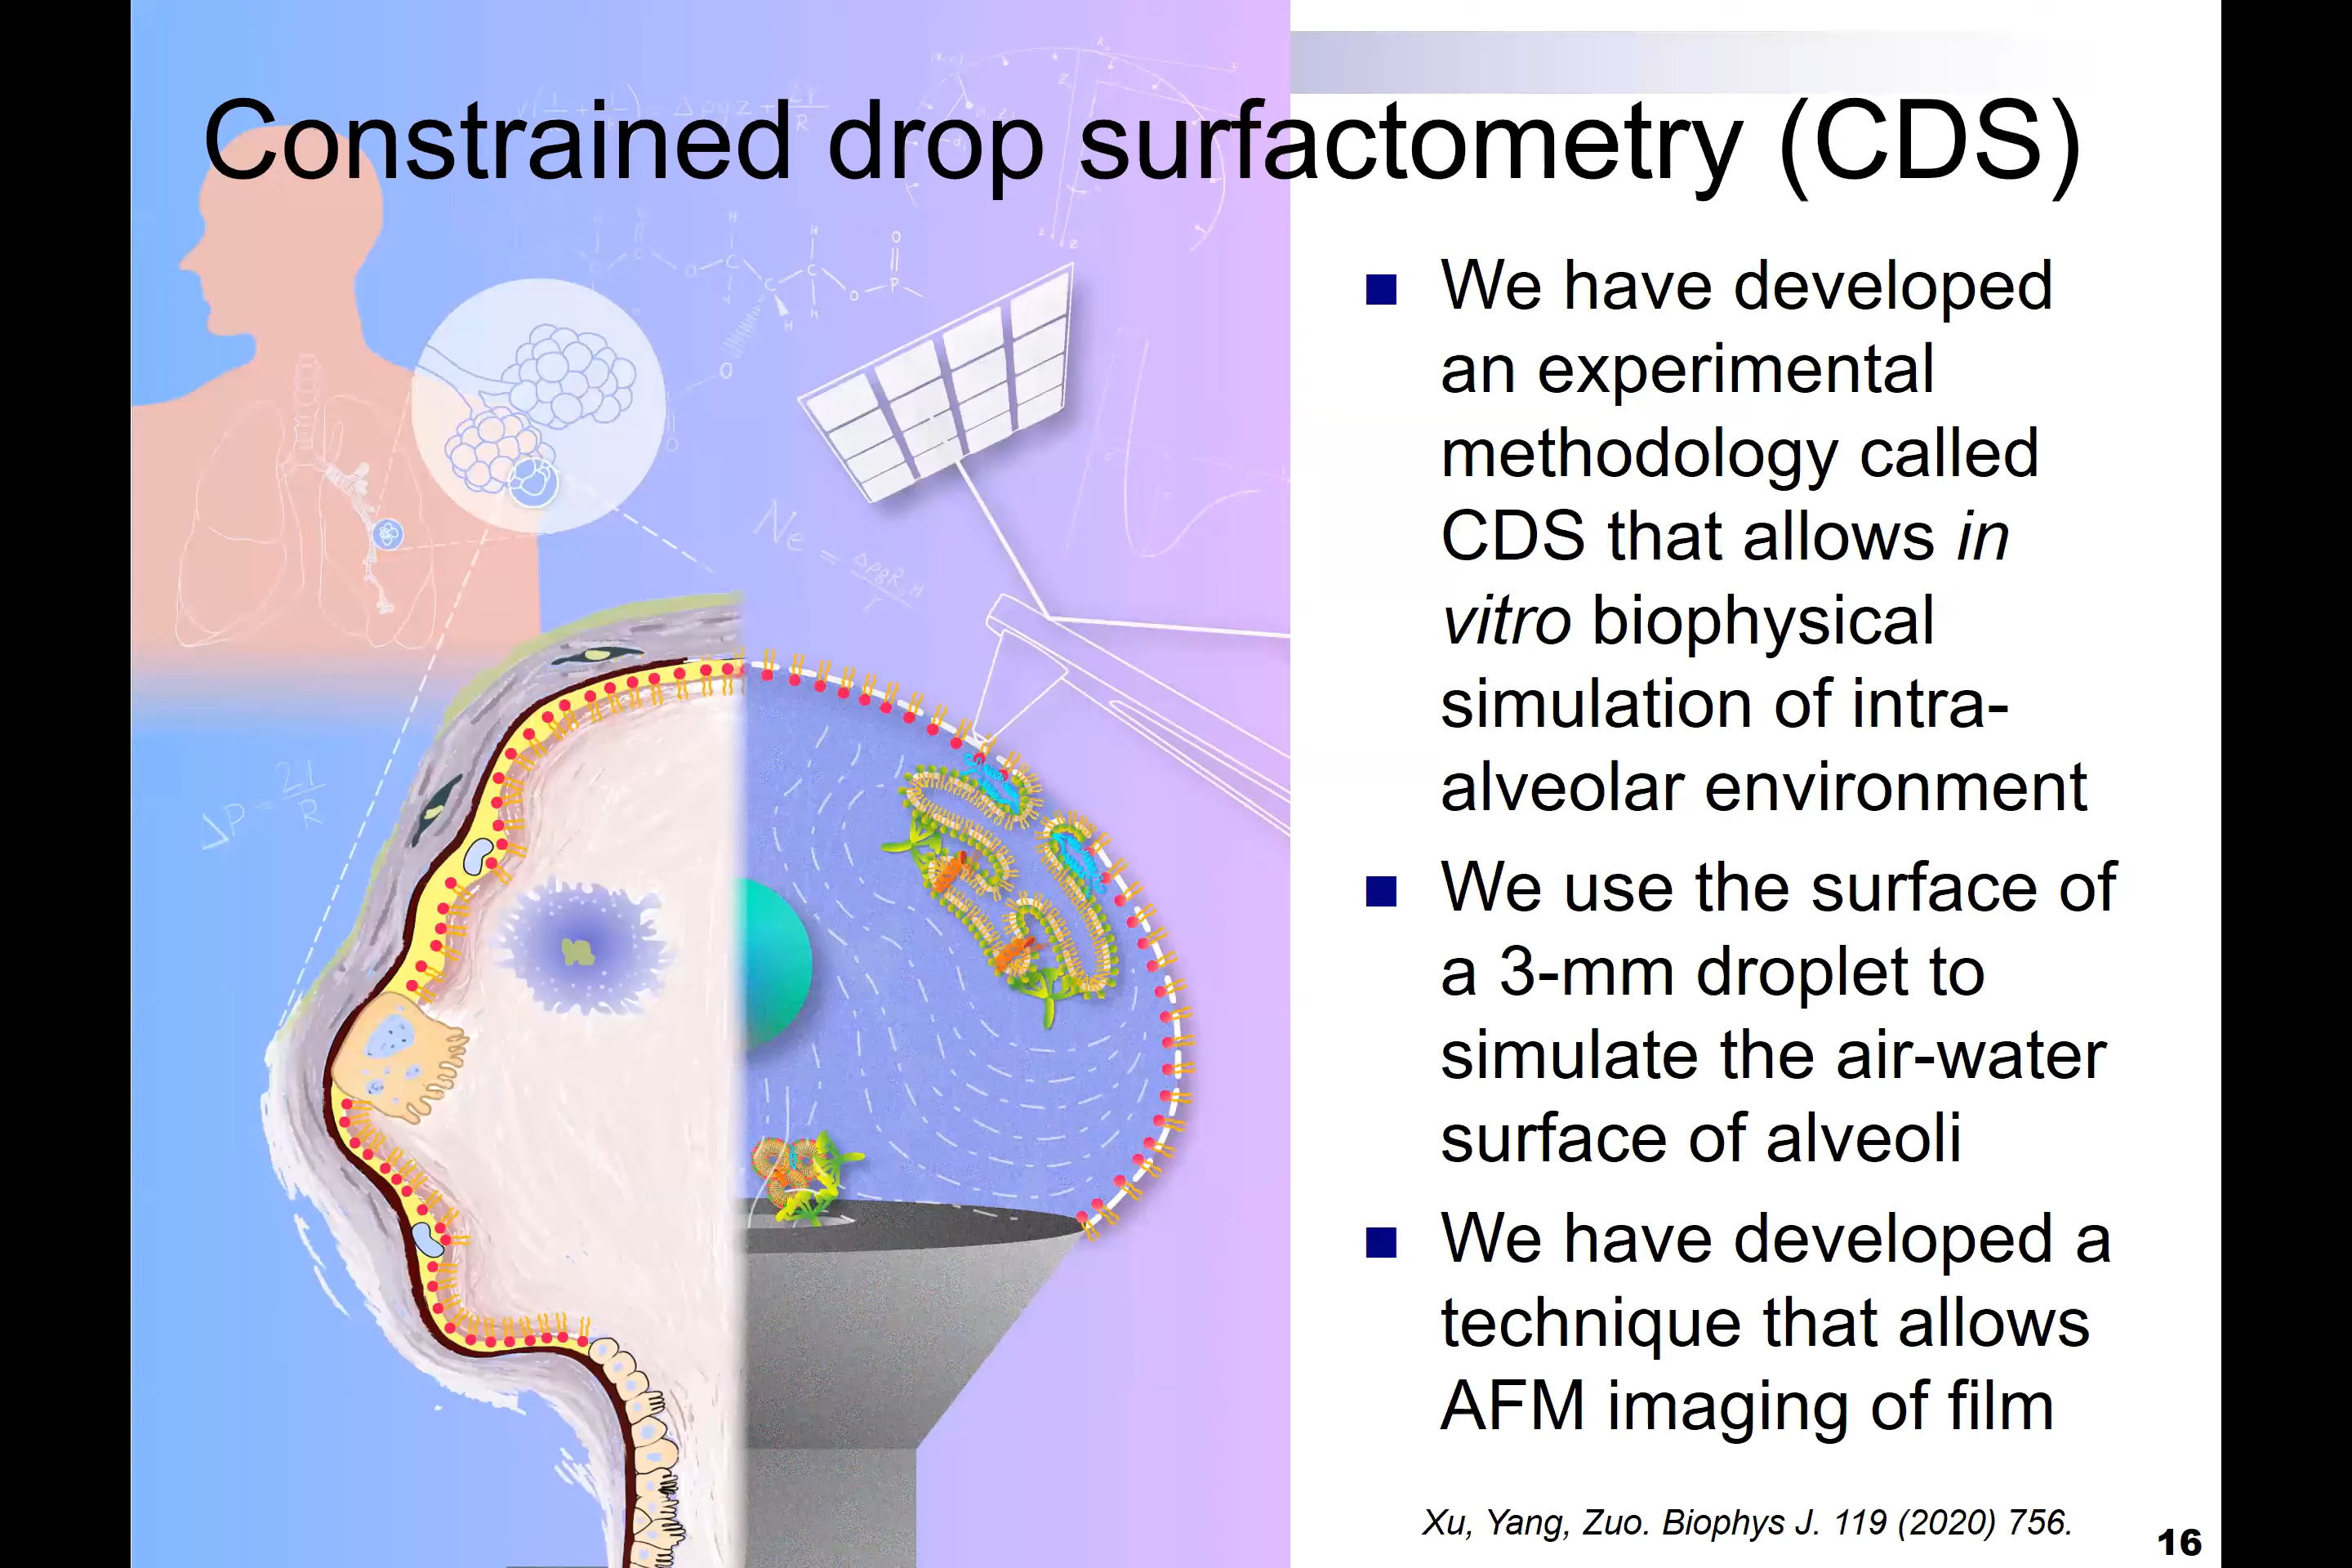 Constrained drop surfactometry (CDS)
We have developed
an experimental
methodology called
CDS that allows in
vitro biophysical
simulation of intra-
alveolar environment
We use the surface of
a 3-mm droplet to
simulate the air-water
surface of alveoli
We have developed a
technique that allows
AFM imaging of film
Xu, Yang, Zuo. Biophys J. 119 (2020) 756.
16